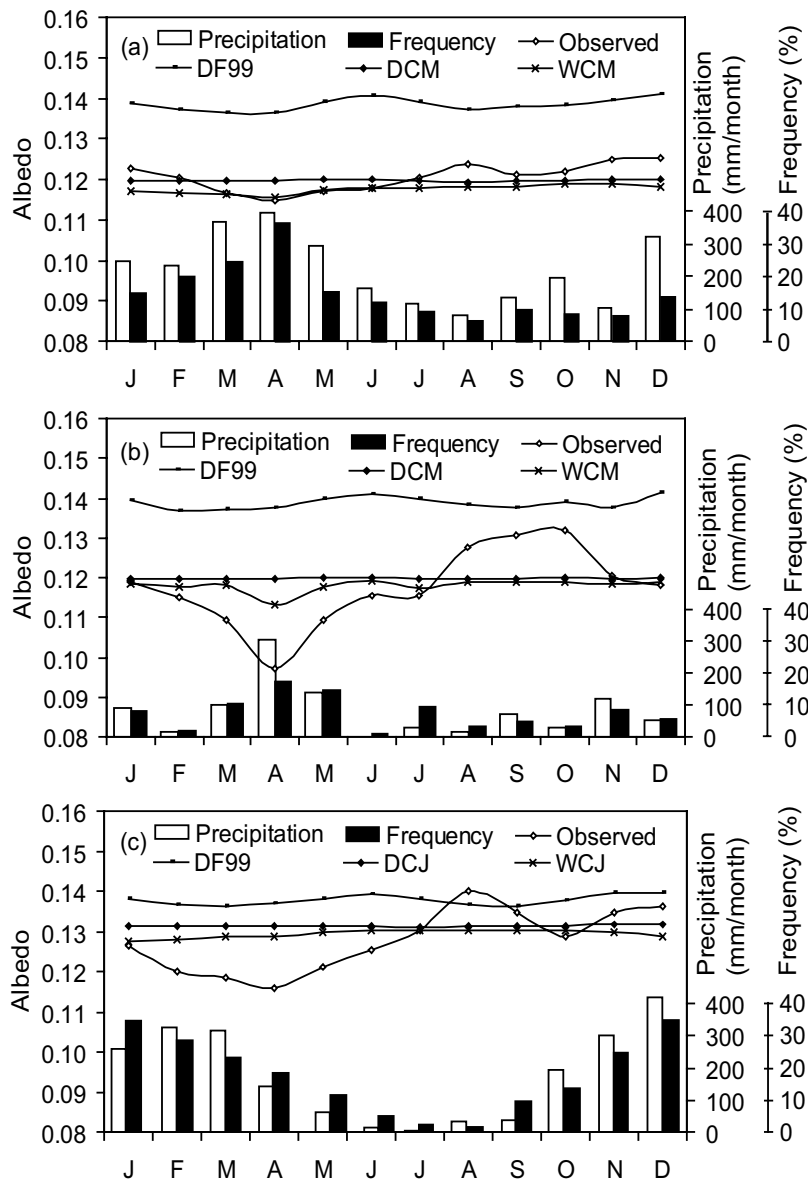 (a)
Precipitation Frequency Observed
DF99 DCM WCM
0.16
0.15
0.14
0.13
0.12
0.11
0.10
0.09
0.08
Albedo
Precipitation
(mm/month)
400
300
200
100
0
Frequency (%)
40
30
20
10
0
J F M A M J J A S O N D
(b)
Precipitation Frequency Observed
DF99 DCM WCM
0.16
0.15
0.14
0.13
0.12
0.11
0.10
0.09
0.08
Albedo
Precipitation
(mm/month)
400
300
200
100
0
Frequency (%)
40
30
20
10
0
J F M A M J J A S O N D
(c)
Precipitation Frequency Observed
DF99 DCJ WCJ
0.16
0.15
0.14
0.13
0.12
0.11
0.10
0.09
0.08
Albedo
Precipitation
(mm/month)
400
300
200
100
0
Frequency (%)
40
30
20
10
0
J F M A M J J A S O N D